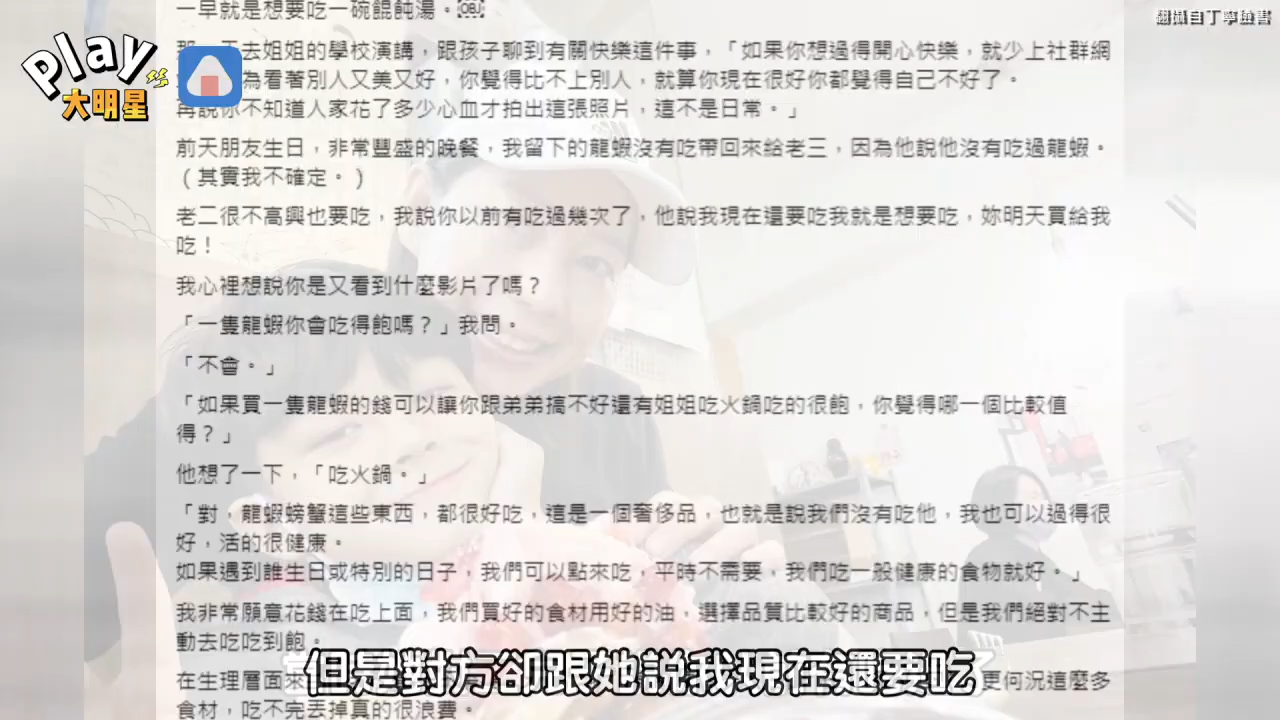 一早就是想要吃一碗餛飩湯。OBJ
翻攝自丁寧臉書
Play
大明星
去姐姐的學校演講，跟孩子聊到有關快樂這件事，「如果你想過得開心快樂，就少上社群網
為看著別人又美又好，你覺得比不上別人，就算你現在很好你都覺得自己不好了。
再說你不知道人家花了多少心血才拍出這張照片，這不是日常。」
前天朋友生日，非常豐盛的晚餐，我留下的龍蝦沒有吃帶回來給老三，因為他說他沒有吃過龍蝦。
（其實我不確定。）
老二很不高興也要吃，我說你以前有吃過幾次了，他說我現在還要吃我就是想要吃，妳明天買給我
吃！
我心裡想說你是又看到什麼影片了嗎？
「一隻龍蝦你會吃得飽嗎？」我問。
「不會。」
「如果買一隻龍蝦的錢可以讓你跟弟弟搞不好還有姐姐吃火鍋吃的很飽，你覺得哪一個比較值
得？」
他想了一下，「吃火鍋。」
「對，龍蝦螃蟹這些東西，都很好吃，這是一個奢侈品，也就是說我們沒有吃他，我也可以過得很
好，活的很健康。
如果遇到誰生日或特別的日子，我們可以點來吃，平時不需要，我們吃一般健康的食物就好。」
我非常願意花錢在吃上面，我們買好的食材用好的油，選擇品質比較好的商品，但是我們絕對不主
動去吃吃到飽。
在生理層面來
更何況這麼多
食材，吃不完丟掉真的很浪費。
但是對方卻跟她說我現在還要吃